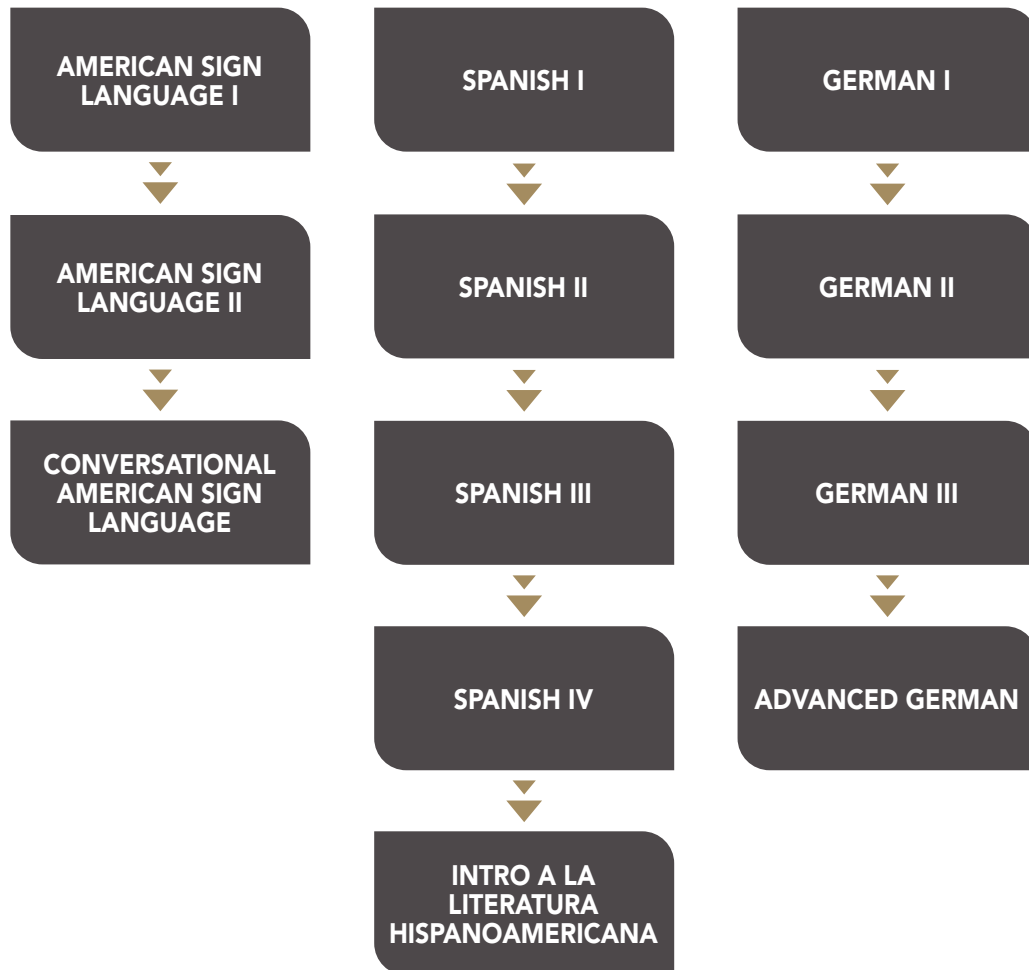 AMERICAN SIGN
LANGUAGE I
SPANISH I
GERMAN I
AMERICAN SIGN
LANGUAGE II
SPANISH II
GERMAN II
CONVERSATIONAL
AMERICAN SIGN
LANGUAGE
SPANISH III
GERMAN III
SPANISH IV
ADVANCED GERMAN
INTRO A LA
LITERATURA
HISPANOAMERICANA